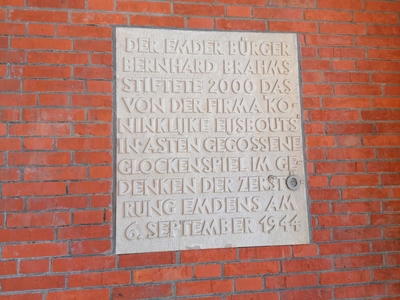 DER EMDER BÜRGER
BERNHARD BRAHMS
STIFTETE 2000 DAS
VON DER FIRMA KO-
NINKLIJKE EIJSBOUTS
IN ASTEN GEGOSSENE
GLOCKENSPIEL IM GE-
DENKEN DER ZERSTÖ
RUNG EMDENS AM
6. SEPTEMBER 1944